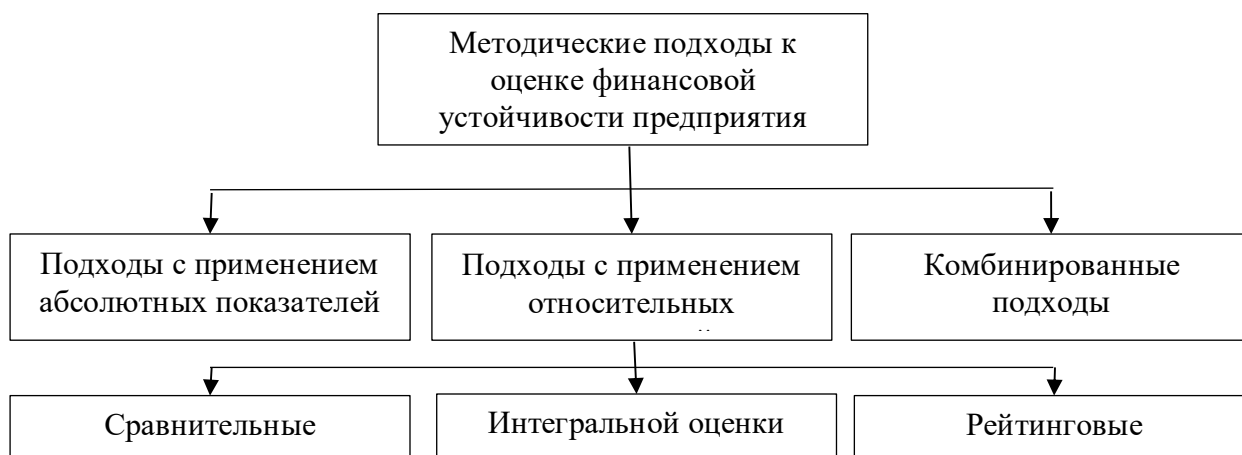 Методические подходы к
оценке финансовой
устойчивости предприятия
Подходы с применением
абсолютных показателей
Подходы с применением
относительных
Комбинированные
подходы
Сравнительные
Интегральной оценки
Рейтинговые